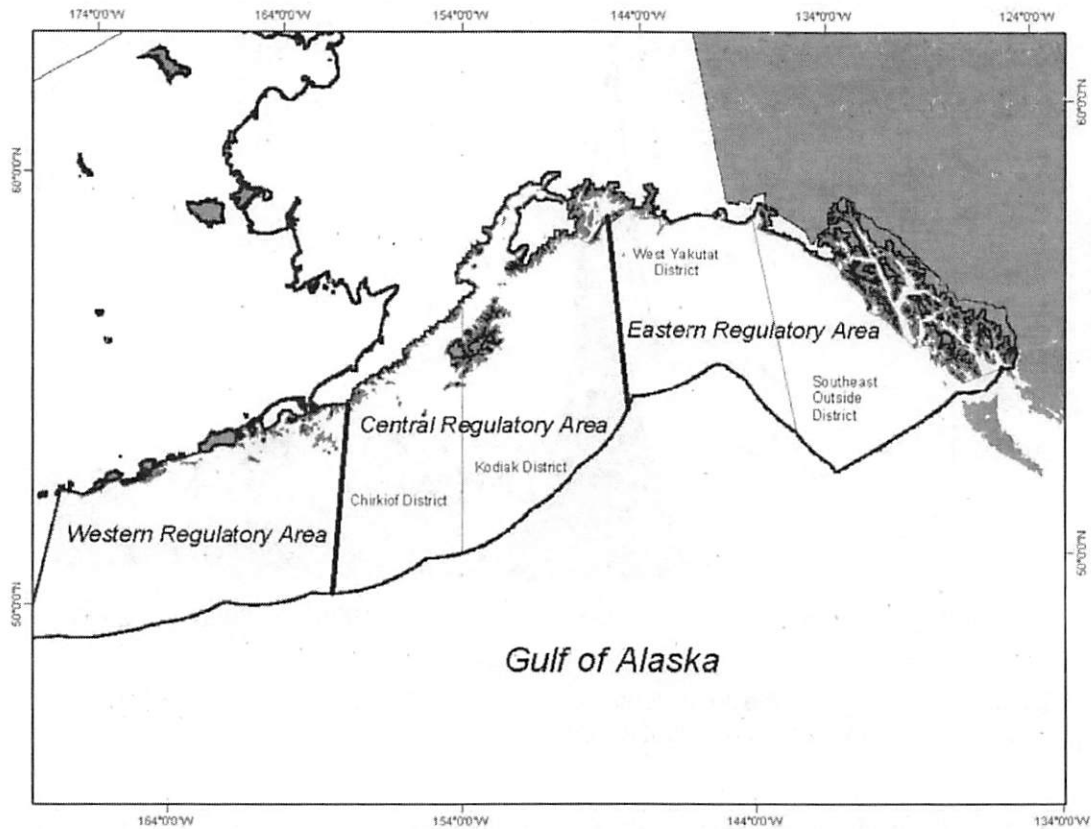 174°0'0"W 164°0'0"W 154°0'0"W 144°0'0"W 134°0'0"W 124°0'0"W
60°0'0"N
60°0'0"N
West Yakutat
District
Eastern Regulatory Area
Southeast
Outside
District
Central Regulatory Area
Kodiak District
Chirkiof District
Western Regulatory Area
50°0'0"N
50°0'0"N
Gulf of Alaska
164°0'0"W 154°0'0"W 144°0'0"W 134°0'0"W